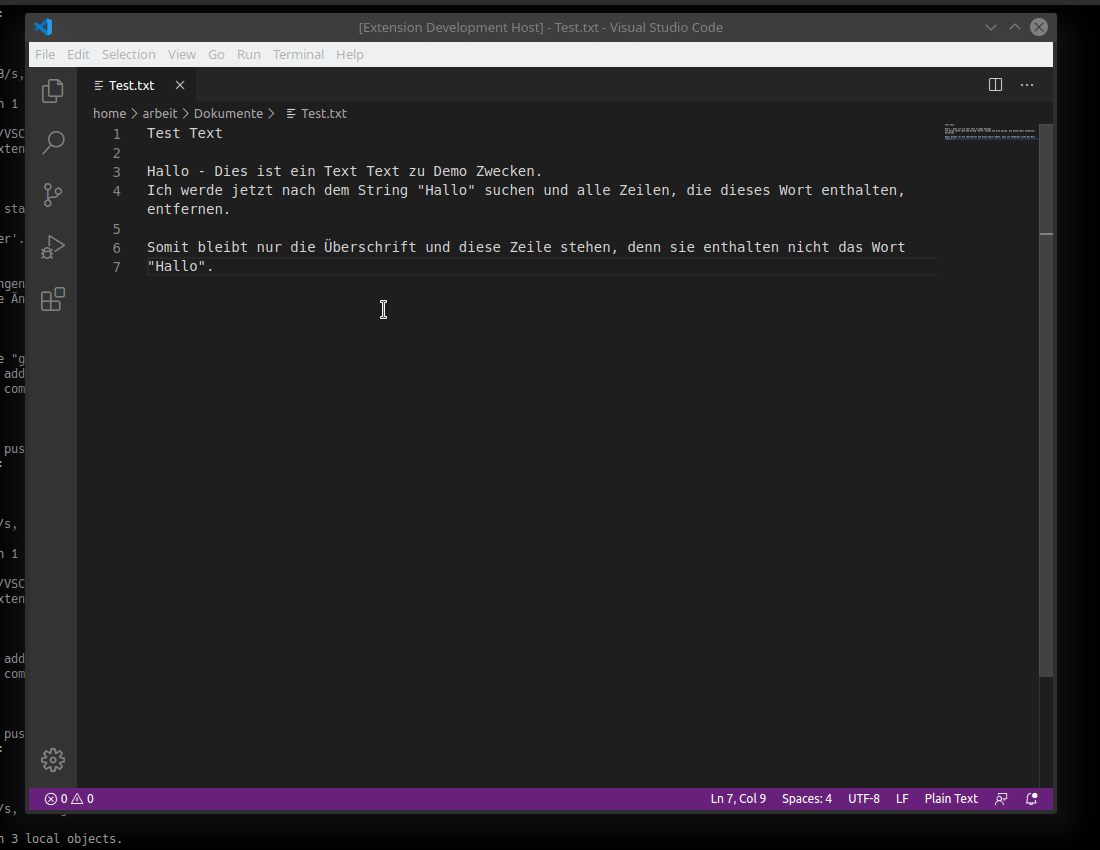 [Extension Development Host] - Test.txt - Visual Studio Code
File Edit Selection View Go Run Terminal Help
Test.txt
home > arbeit > Dokumente > Test.txt
1 Test Text
2
3 Hallo - Dies ist ein Text Text zu Demo Zwecken.
4 Ich werde jetzt nach dem String "Hallo" suchen und alle Zeilen, die dieses Wort enthalten,
entfernen.
5
6 Somit bleibt nur die Überschrift und diese Zeile stehen, denn sie enthalten nicht das Wort
7 "Hallo".
B/s,
n 1
/VSC
xten
sta
er'.
ngen
e Än
e "g
add
com
pus
:
/s,
n 1
/VSC
xten
add
com
pus
:
/s,
0 0 Ln 7, Col 9 Spaces: 4 UTF-8 LF Plain Text
n 3 local objects.